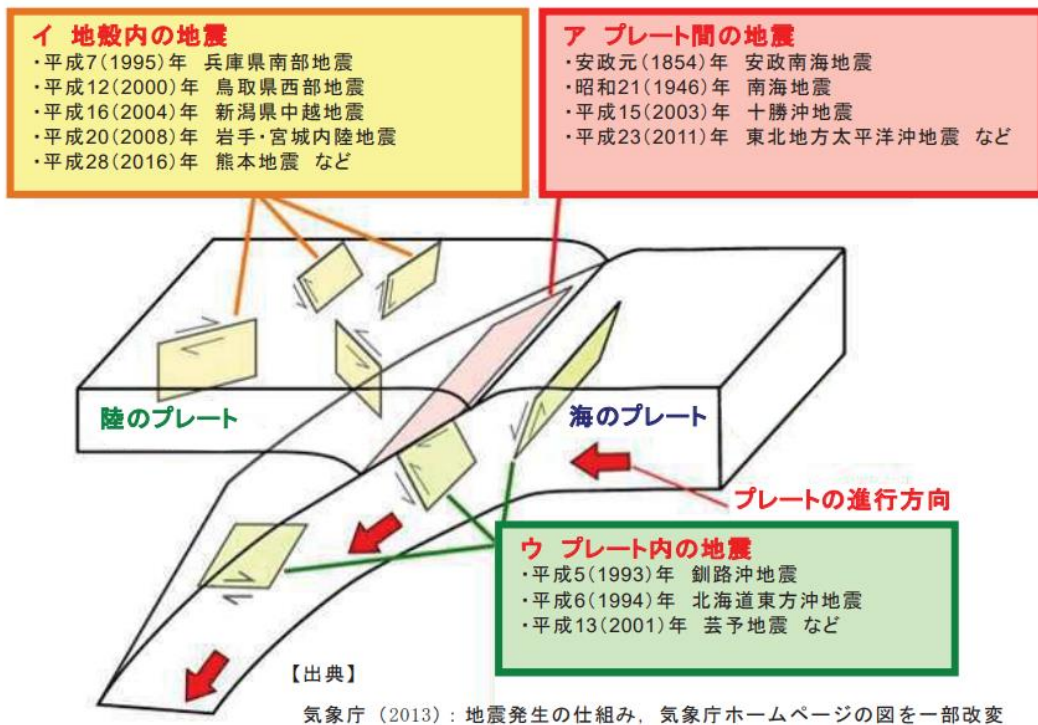 イ 地殻内の地震
・平成7(1995)年 兵庫県南部地震
・平成12(2000)年 鳥取県西部地震
・平成16(2004)年 新潟県中越地震
・平成20(2008)年 岩手・宮城内陸地震
・平成28(2016)年 熊本地震 など
ア プレート間の地震
・安政元(1854)年 安政南海地震
・昭和21(1946)年 南海地震
・平成15(2003)年 十勝沖地震
・平成23(2011)年 東北地方太平洋沖地震 など
陸のプレート
海のプレート
プレートの進行方向
ウ プレート内の地震
・平成5(1993)年 釧路沖地震
・平成6(1994)年 北海道東方沖地震
・平成13(2001)年 芸予地震 など
【出典】
気象庁（2013）：地震発生の仕組み，気象庁ホームページの図を一部改変